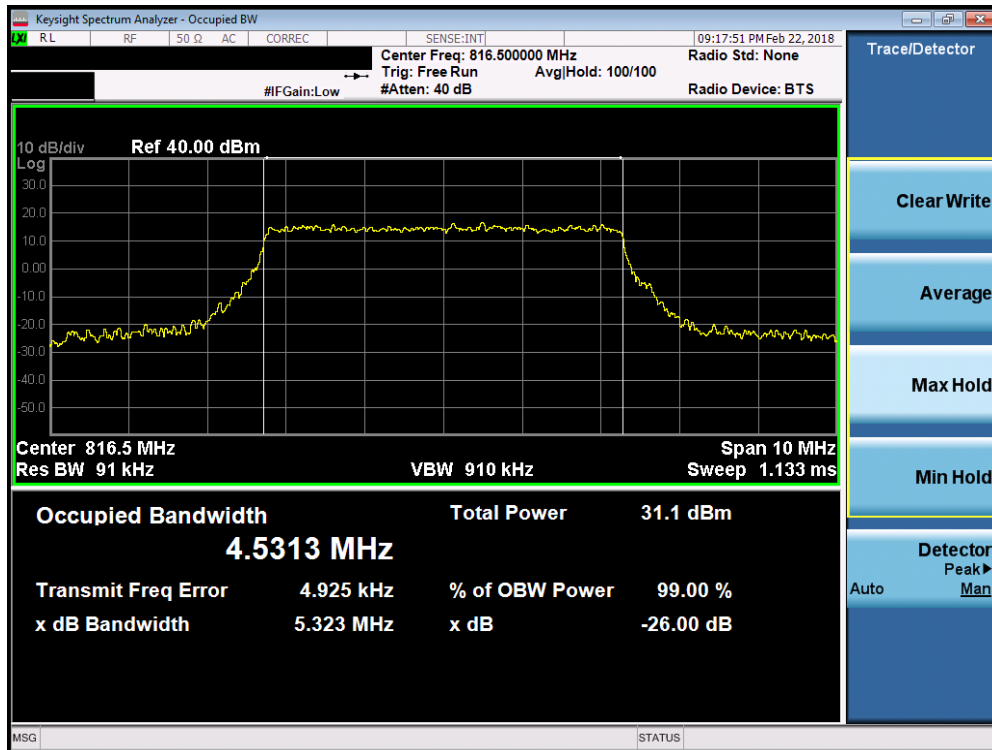 Keysight Spectrum Analyzer - Occupied BW
LXI RL RF 50 Ω AC CORREC SENSE:INT 09:17:51 PM Feb 22, 2018
Center Freq: 816.500000 MHz Radio Std: None
Trig: Free Run Avg|Hold: 100/100
#IFGain:Low #Atten: 40 dB Radio Device: BTS
10 dB/div Ref 40.00 dBm
Log
30.0
20.0
10.0
0.00
-10.0
-20.0
-30.0
-40.0
-50.0
Center 816.5 MHz Span 10 MHz
Res BW 91 kHz VBW 910 kHz Sweep 1.133 ms
Occupied Bandwidth Total Power 31.1 dBm
4.5313 MHz
Transmit Freq Error 4.925 kHz % of OBW Power 99.00 %
x dB Bandwidth 5.323 MHz x dB -26.00 dB
MSG STATUS
Trace/Detector
Clear Write
Average
Max Hold
Min Hold
Detector
Peak▶
Auto Man